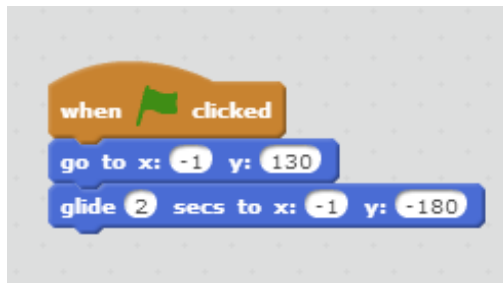 when clicked
go to x: -1 y: 130
glide 2 secs to x: -1 y: -180